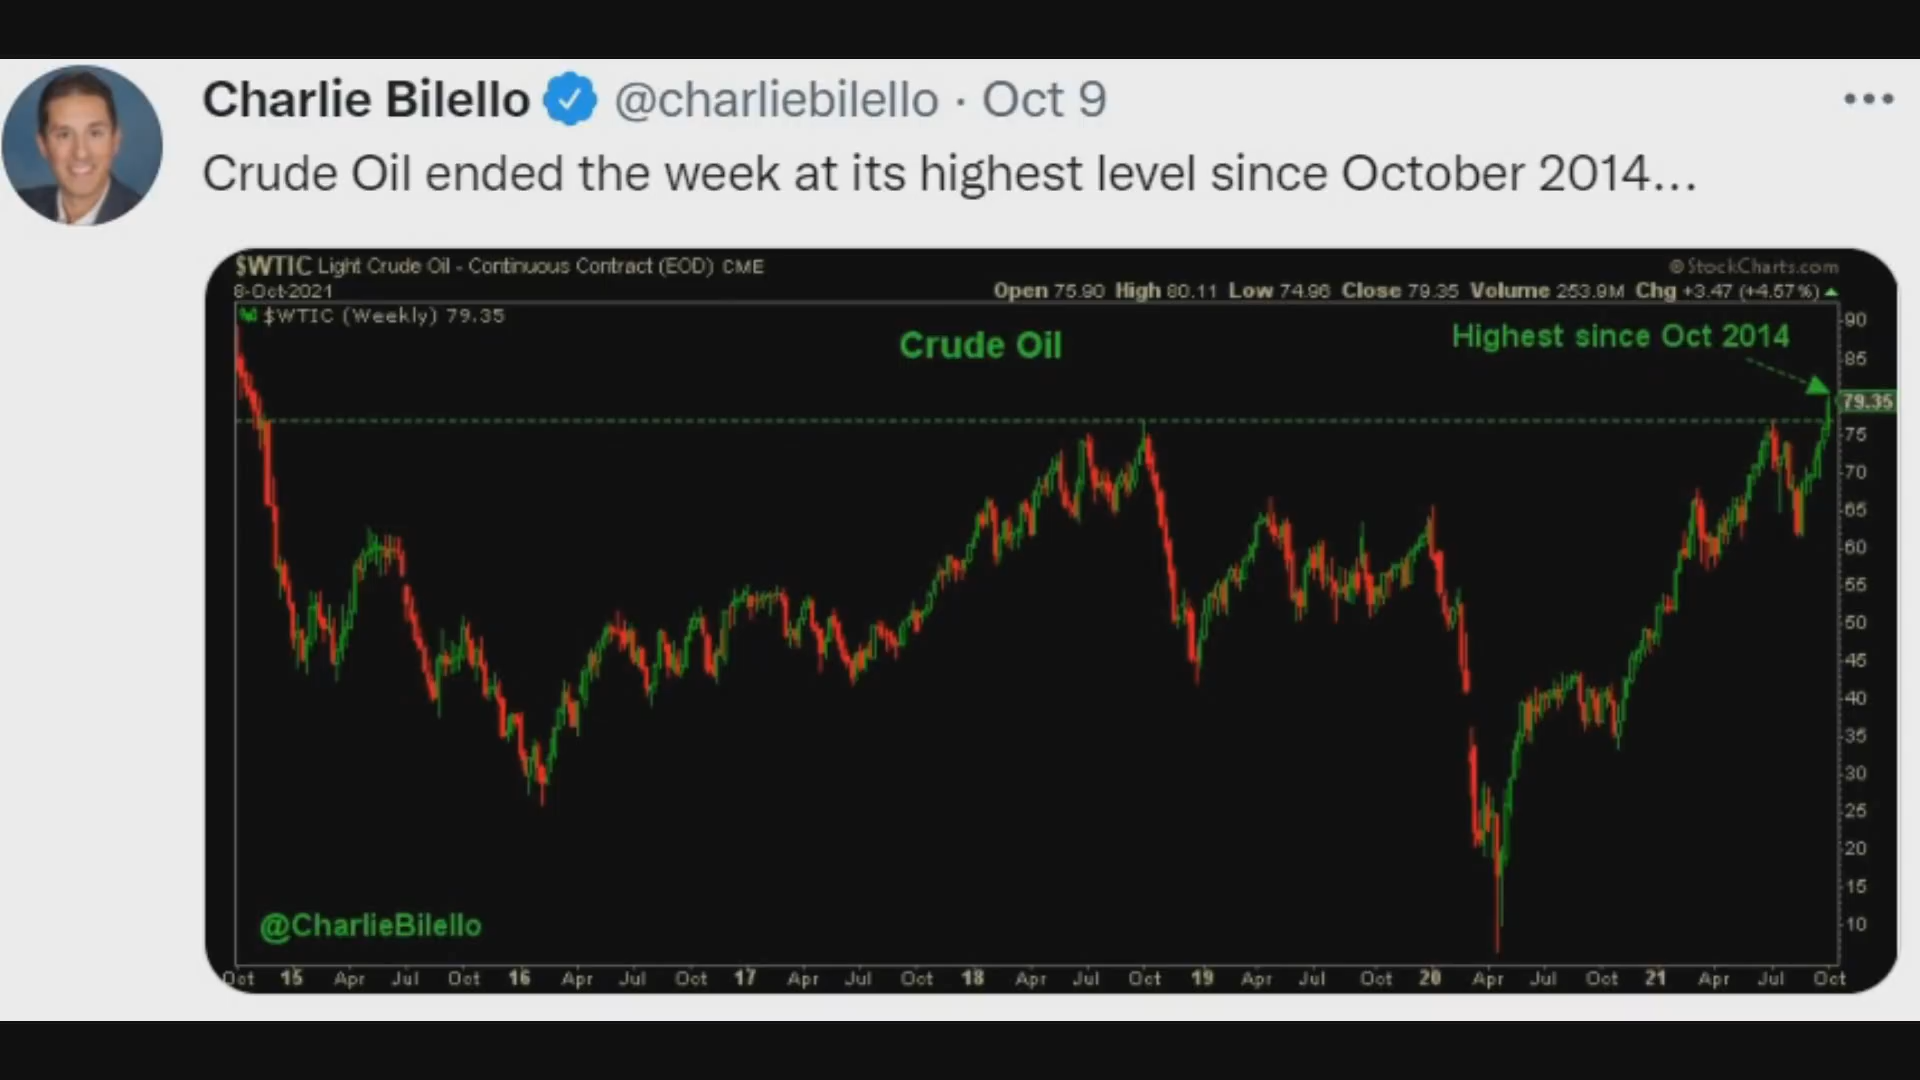 Charlie Bilello @charliebilello · Oct 9
Crude Oil ended the week at its highest level since October 2014...
$WTIC Light Crude Oil - Continuous Contract (EOD) CME
© StockCharts.com
8-Oct-2021
Open 75.90 High 80.11 Low 74.96 Close 79.35 Volume 253.9M Chg +3.47 (+4.57%)
$WTIC (Weekly) 79.35
Crude Oil
Highest since Oct 2014
90
85
79.35
75
70
65
60
55
50
45
40
35
30
25
20
15
10
@CharlieBilello
Oct 15 Apr Jul Oct 16 Apr Jul Oct 17 Apr Jul Oct 18 Apr Jul Oct 19 Apr Jul Oct 20 Apr Jul Oct 21 Apr Jul Oct